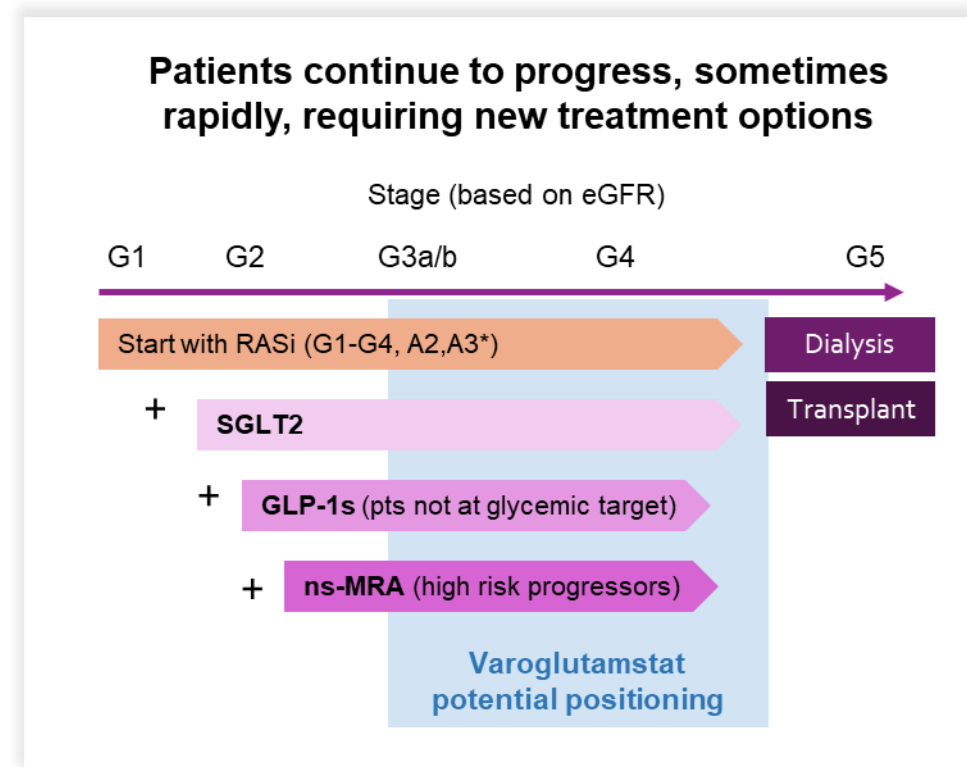 Patients continue to progress, sometimes
rapidly, requiring new treatment options
Stage (based on eGFR)
G1 G2 G3a/b G4 G5
Start with RASi (G1-G4, A2,A3*)
Dialysis
+ SGLT2
Transplant
+ GLP-1s (pts not at glycemic target)
+ ns-MRA (high risk progressors)
Varoglutamstat
potential positioning